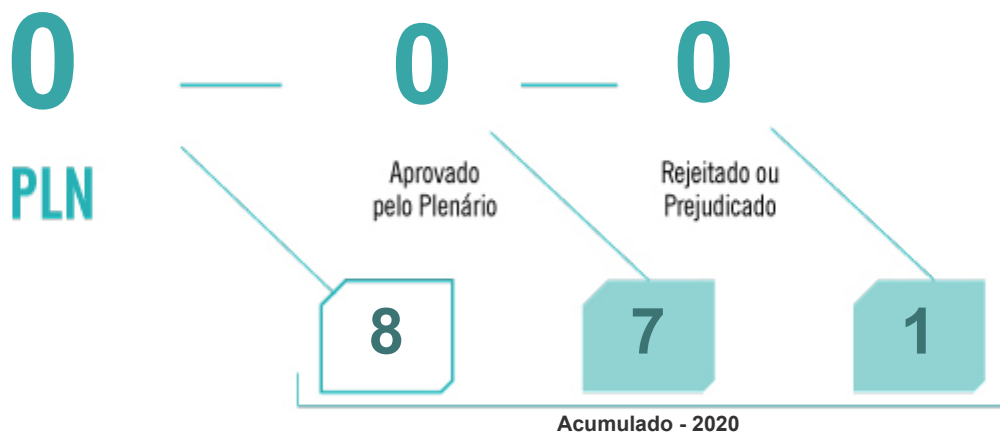 0 0 0
PLN
Aprovado
pelo Plenário
Rejeitado ou
Prejudicado
8 7 1
Acumulado - 2020